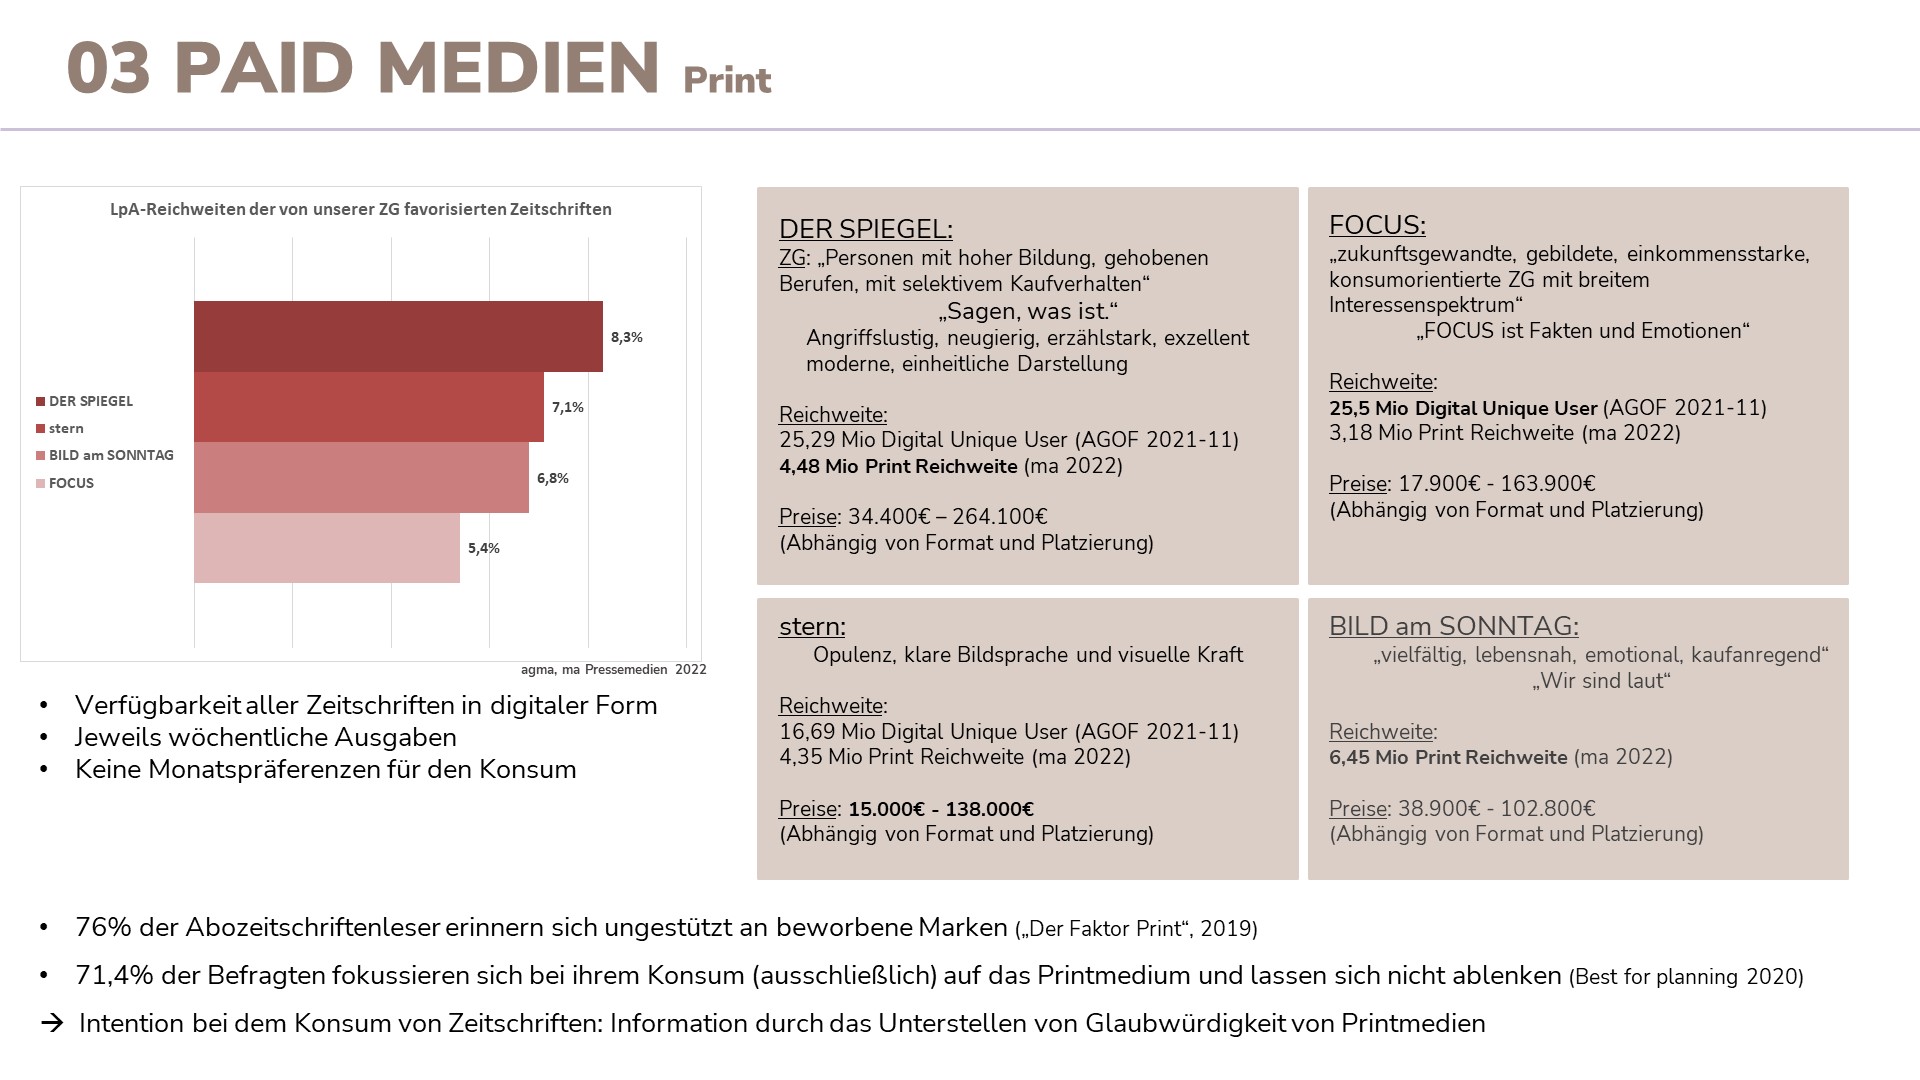 03 PAID MEDIEN Print
LpA-Reichweiten der von unserer ZG favorisierten Zeitschriften
8,3%
7,1%
6,8%
5,4%
DER SPIEGEL
stern
BILD am SONNTAG
FOCUS
agma, ma Pressemedien 2022
• Verfügbarkeit aller Zeitschriften in digitaler Form
• Jeweils wöchentliche Ausgaben
• Keine Monatspräferenzen für den Konsum
DER SPIEGEL:
ZG: „Personen mit hoher Bildung, gehobenen
Berufen, mit selektivem Kaufverhalten“
„Sagen, was ist.“
Angriffslustig, neugierig, erzählstark, exzellent
moderne, einheitliche Darstellung
Reichweite:
25,29 Mio Digital Unique User (AGOF 2021-11)
4,48 Mio Print Reichweite (ma 2022)
Preise: 34.400€ – 264.100€
(Abhängig von Format und Platzierung)
FOCUS:
„zukunftsgewandte, gebildete, einkommensstarke,
konsumorientierte ZG mit breitem
Interessenspektrum“
„FOCUS ist Fakten und Emotionen“
Reichweite:
25,5 Mio Digital Unique User (AGOF 2021-11)
3,18 Mio Print Reichweite (ma 2022)
Preise: 17.900€ - 163.900€
(Abhängig von Format und Platzierung)
stern:
Opulenz, klare Bildsprache und visuelle Kraft
Reichweite:
16,69 Mio Digital Unique User (AGOF 2021-11)
4,35 Mio Print Reichweite (ma 2022)
Preise: 15.000€ - 138.000€
(Abhängig von Format und Platzierung)
BILD am SONNTAG:
„vielfältig, lebensnah, emotional, kaufanregend“
„Wir sind laut“
Reichweite:
6,45 Mio Print Reichweite (ma 2022)
Preise: 38.900€ - 102.800€
(Abhängig von Format und Platzierung)
• 76% der Abozeitschriftenleser erinnern sich ungestützt an beworbene Marken („Der Faktor Print“, 2019)
• 71,4% der Befragten fokussieren sich bei ihrem Konsum (ausschließlich) auf das Printmedium und lassen sich nicht ablenken (Best for planning 2020)
→ Intention bei dem Konsum von Zeitschriften: Information durch das Unterstellen von Glaubwürdigkeit von Printmedien